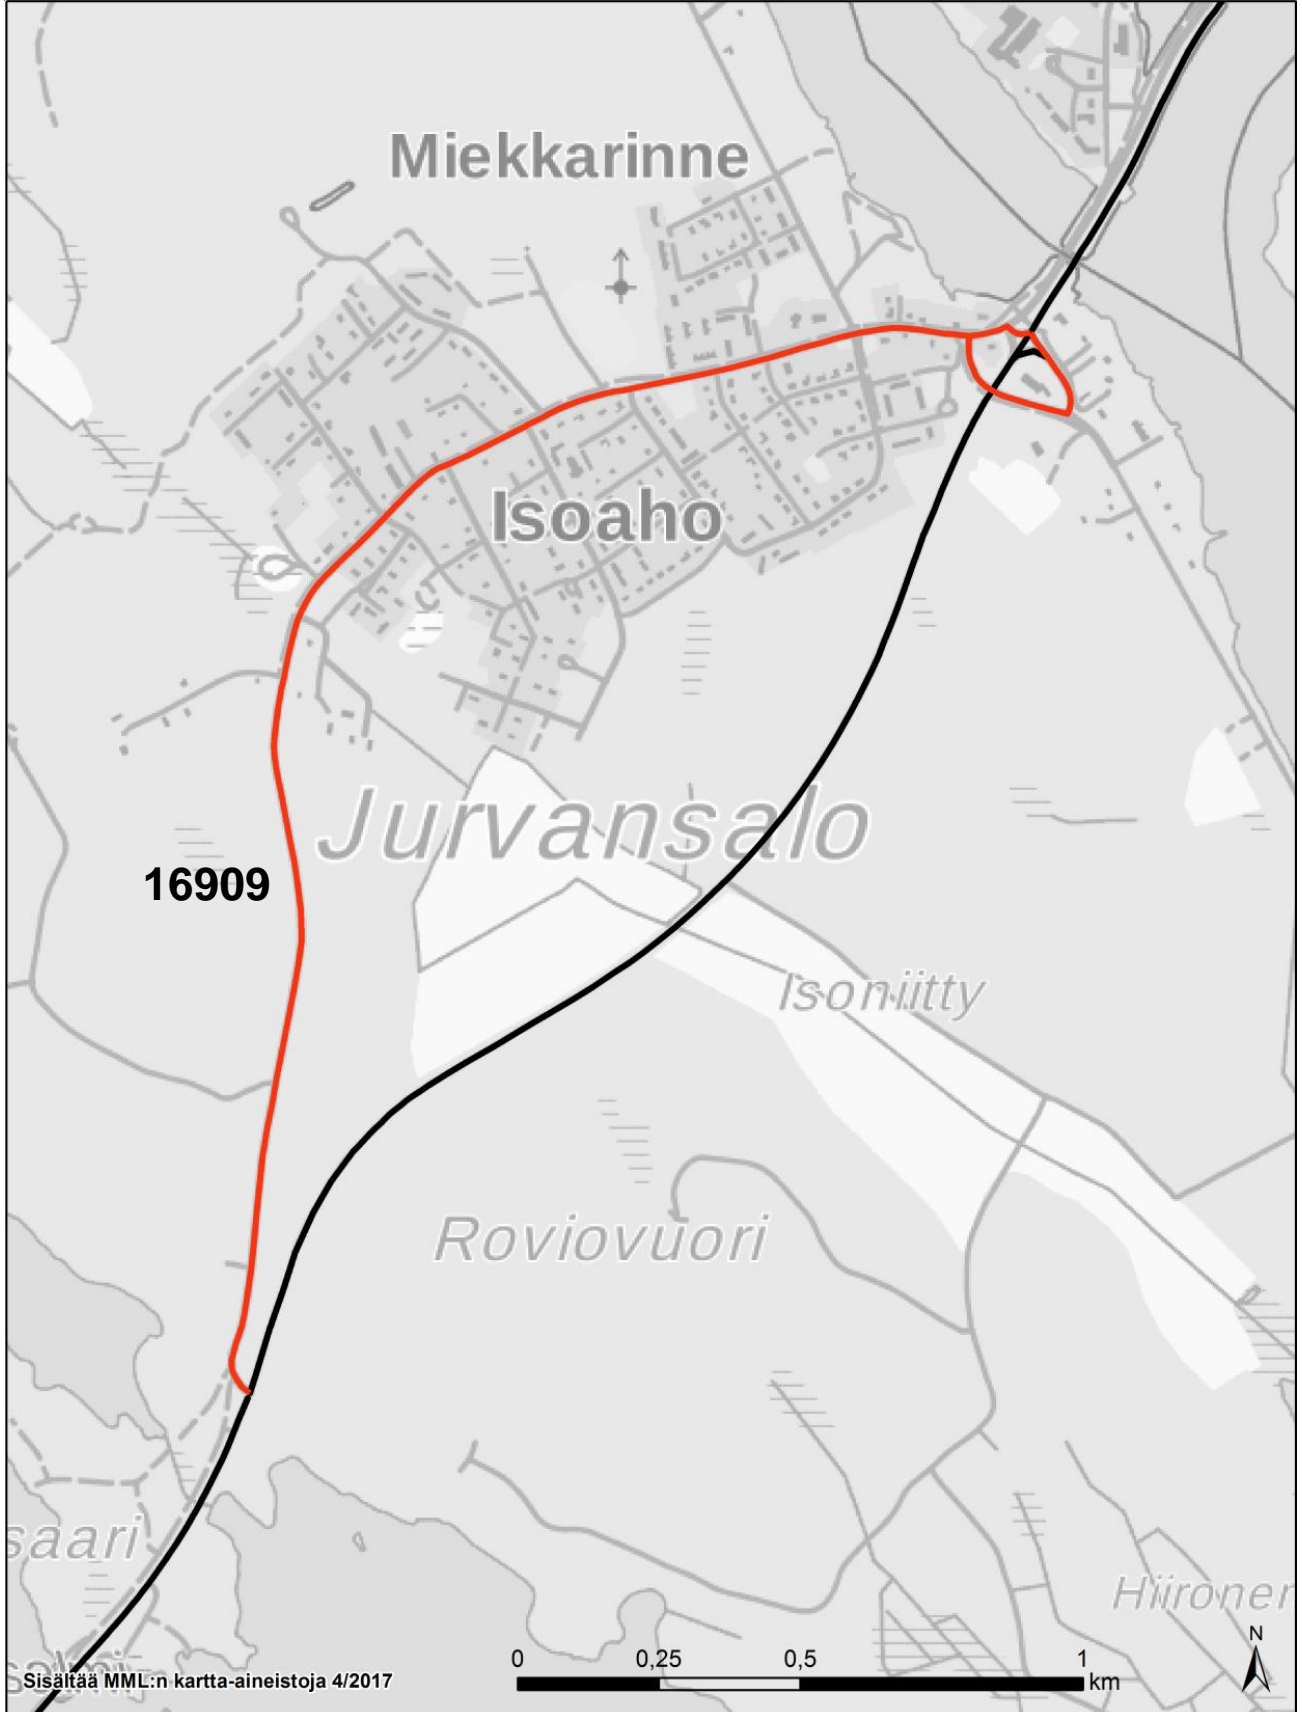 Miekkarinne
Isoaho
Jurvansalo
16909
Isoniitty
Roviovuori
saari
Hiironen
0 0,25 0,5 1
km
N
Sisältää MML:n kartta-aineistoja 4/2017